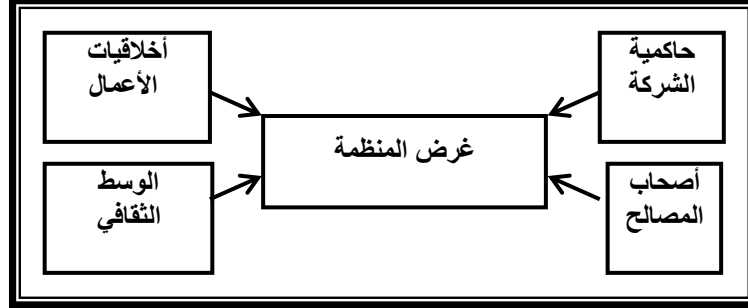 حاكمية
الشركة
أخلاقيات
الأعمال
غرض المنظمة
أصحاب
المصالح
الوسط
الثقافي